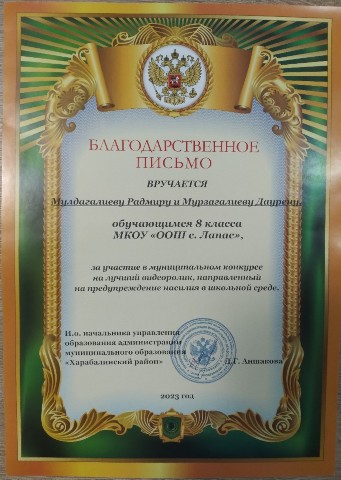 БЛАГОДАРСТВЕННОЕ
ПИСЬМО
ВРУЧАЕТСЯ
Мулдагалиеву Радмиру и Мурзагалиеву Даурену,
обучающимся 8 класса
МКОУ «ООШ с. Лапас»,
за участие в муниципальном конкурсе
на лучший видеоролик, направленный
на предупреждение насилия в школьной среде.
И.о. начальника управления
образования администрации
муниципального образования
«Харабалинский район» Л.Г. Аншакова
2023 год